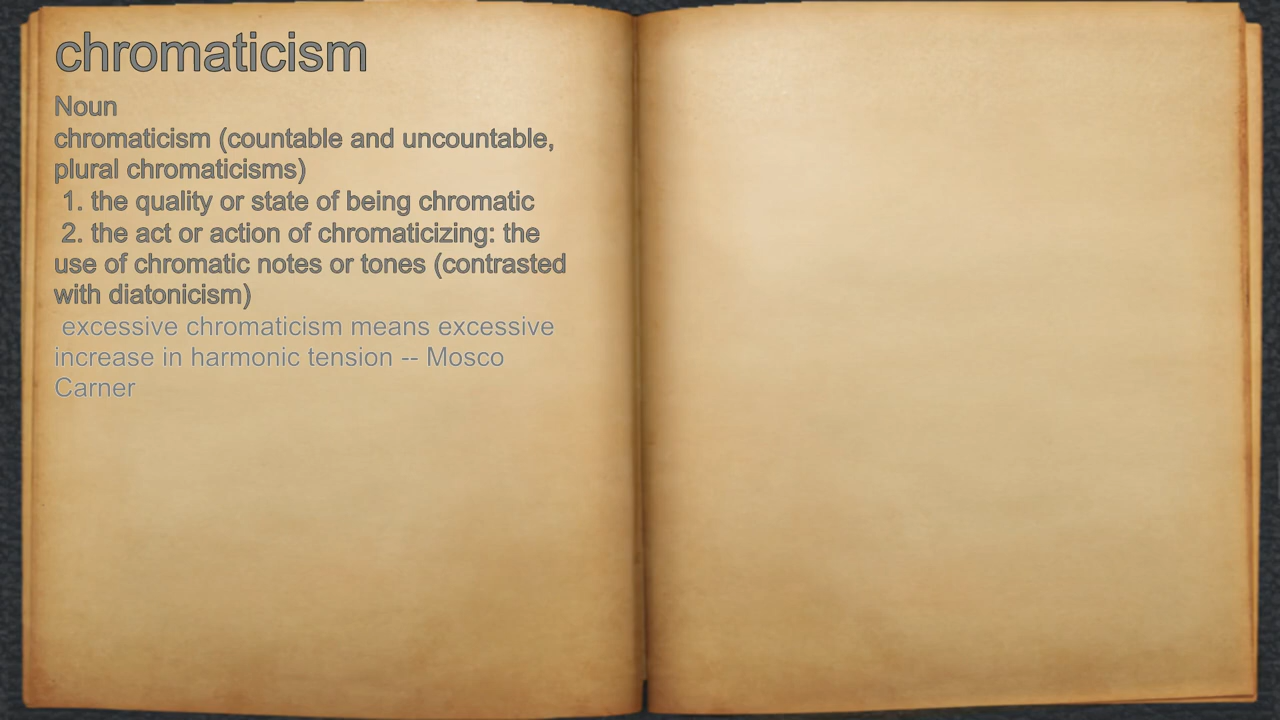 chromaticism
Noun
chromaticism (countable and uncountable,
plural chromaticisms)
1. the quality or state of being chromatic
2. the act or action of chromaticizing: the
use of chromatic notes or tones (contrasted
with diatonicism)
excessive chromaticism means excessive
increase in harmonic tension -- Mosco
Carner